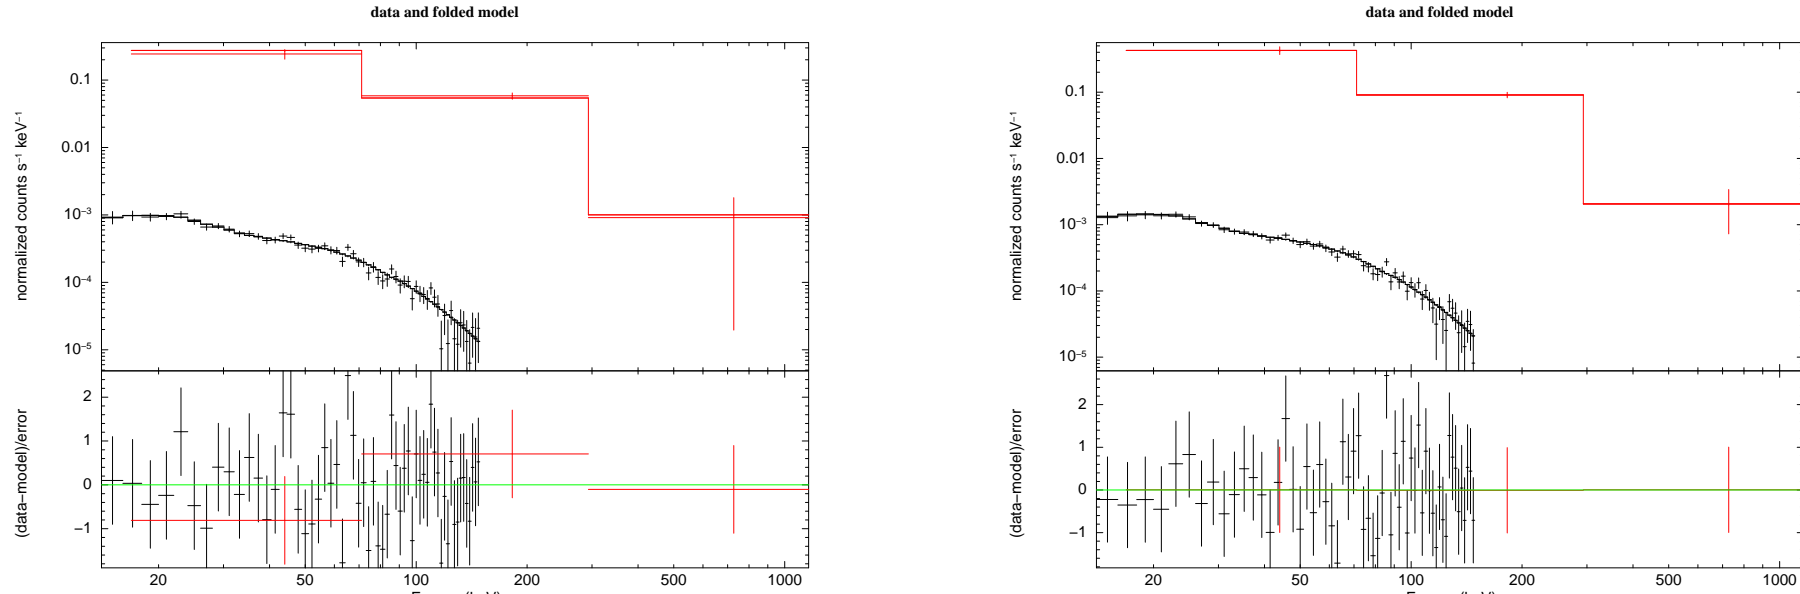 data and folded model
normalized counts s⁻¹ keV⁻¹
0.1
0.01
10⁻³
10⁻⁴
10⁻⁵
(data−model)/error
2
1
0
−1
20 50 100 200 500 1000
data and folded model
normalized counts s⁻¹ keV⁻¹
0.1
0.01
10⁻³
10⁻⁴
10⁻⁵
(data−model)/error
2
1
0
−1
20 50 100 200 500 1000